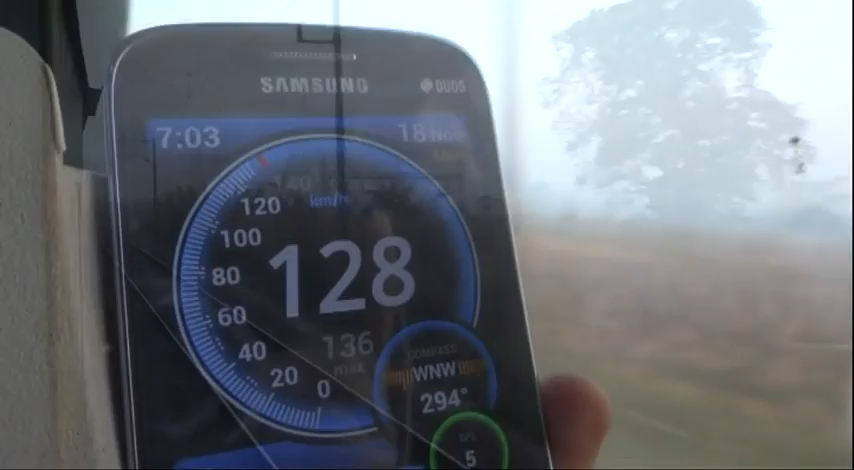 SAMSUNG DUOS
7:03 18 Nov
140
km/h
120
100
128
80
60
136
max
40
20
0
COMPASS
WNW
294°
GPS
5